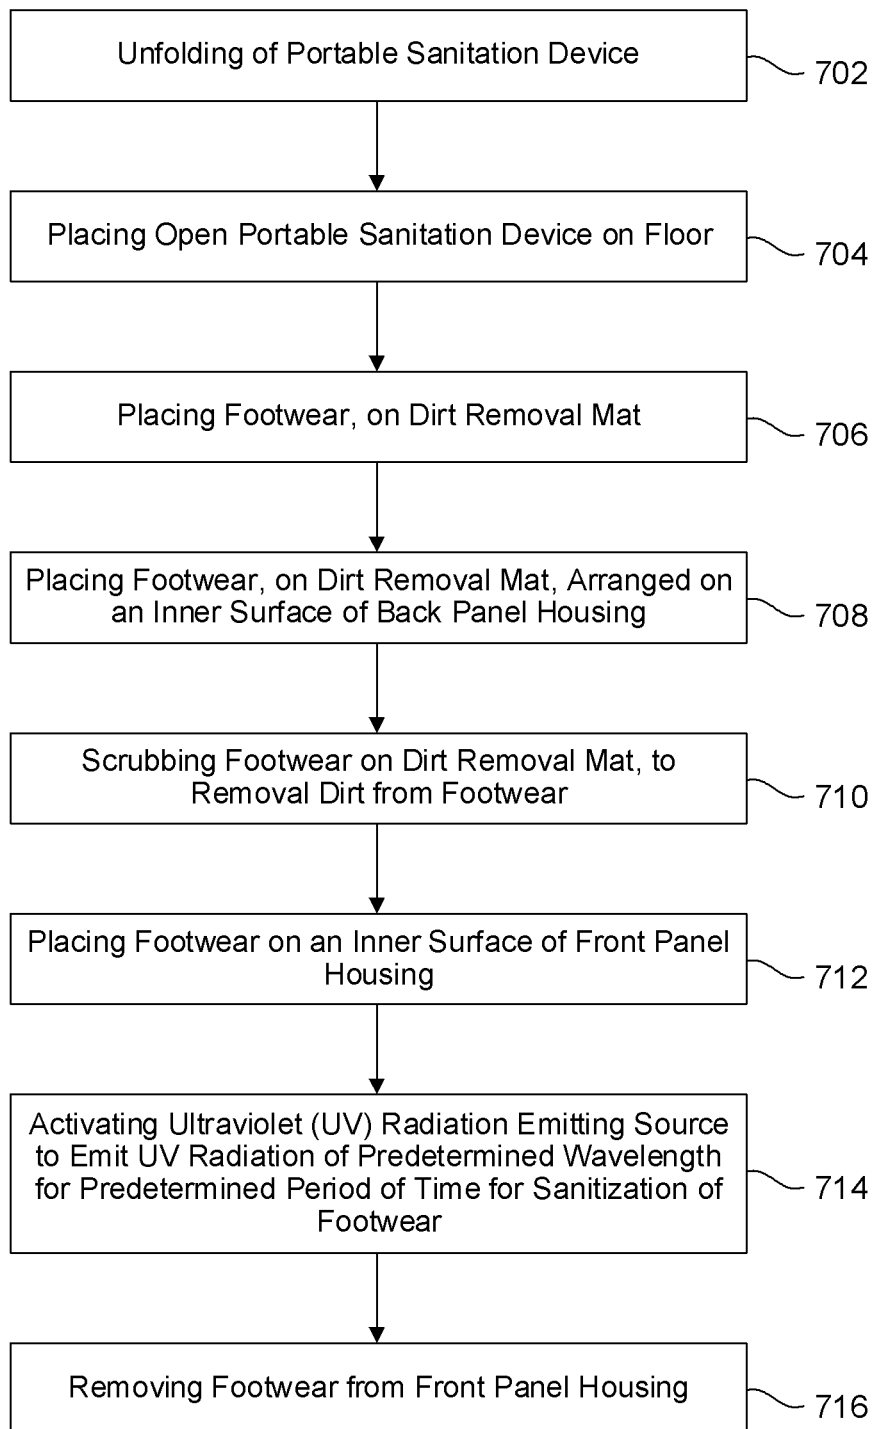 Unfolding of Portable Sanitation Device
702
Placing Open Portable Sanitation Device on Floor
704
Placing Footwear, on Dirt Removal Mat
706
Placing Footwear, on Dirt Removal Mat, Arranged on
an Inner Surface of Back Panel Housing
708
Scrubbing Footwear on Dirt Removal Mat, to
Removal Dirt from Footwear
710
Placing Footwear on an Inner Surface of Front Panel
Housing
712
Activating Ultraviolet (UV) Radiation Emitting Source
to Emit UV Radiation of Predetermined Wavelength
for Predetermined Period of Time for Sanitization of
Footwear
714
Removing Footwear from Front Panel Housing
716